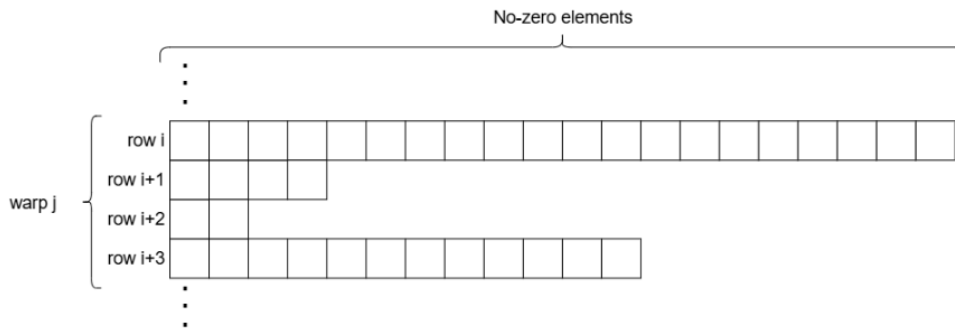 No-zero elements
row i
row i+1
warp j
row i+2
row i+3